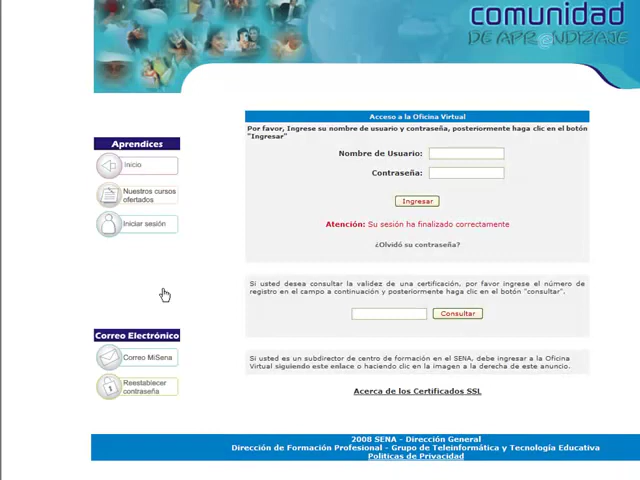 comunidad
DE APR@NDIZAJE
Acceso a la Oficina Virtual
Por favor, Ingrese su nombre de usuario y contraseña, posteriormente haga clic en el botón
"Ingresar"
Nombre de Usuario:
Contraseña:
Ingresar
Atención: Su sesión ha finalizado correctamente
¿Olvidó su contraseña?
Aprendices
Inicio
Nuestros cursos
ofertados
Iniciar sesión
Si usted desea consultar la validez de una certificación, por favor ingrese el número de
registro en el campo a continuación y posteriormente haga clic en el botón "consultar".
Consultar
Correo Electrónico
Correo MiSena
Reestablecer
contraseña
Si usted es un subdirector de centro de formación en el SENA, debe ingresar a la Oficina
Virtual siguiendo este enlace o haciendo clic en la imagen a la derecha de este anuncio.
Acerca de los Certificados SSL
2008 SENA - Dirección General
Dirección de Formación Profesional - Grupo de Teleinformática y Tecnología Educativa
Politicas de Privacidad